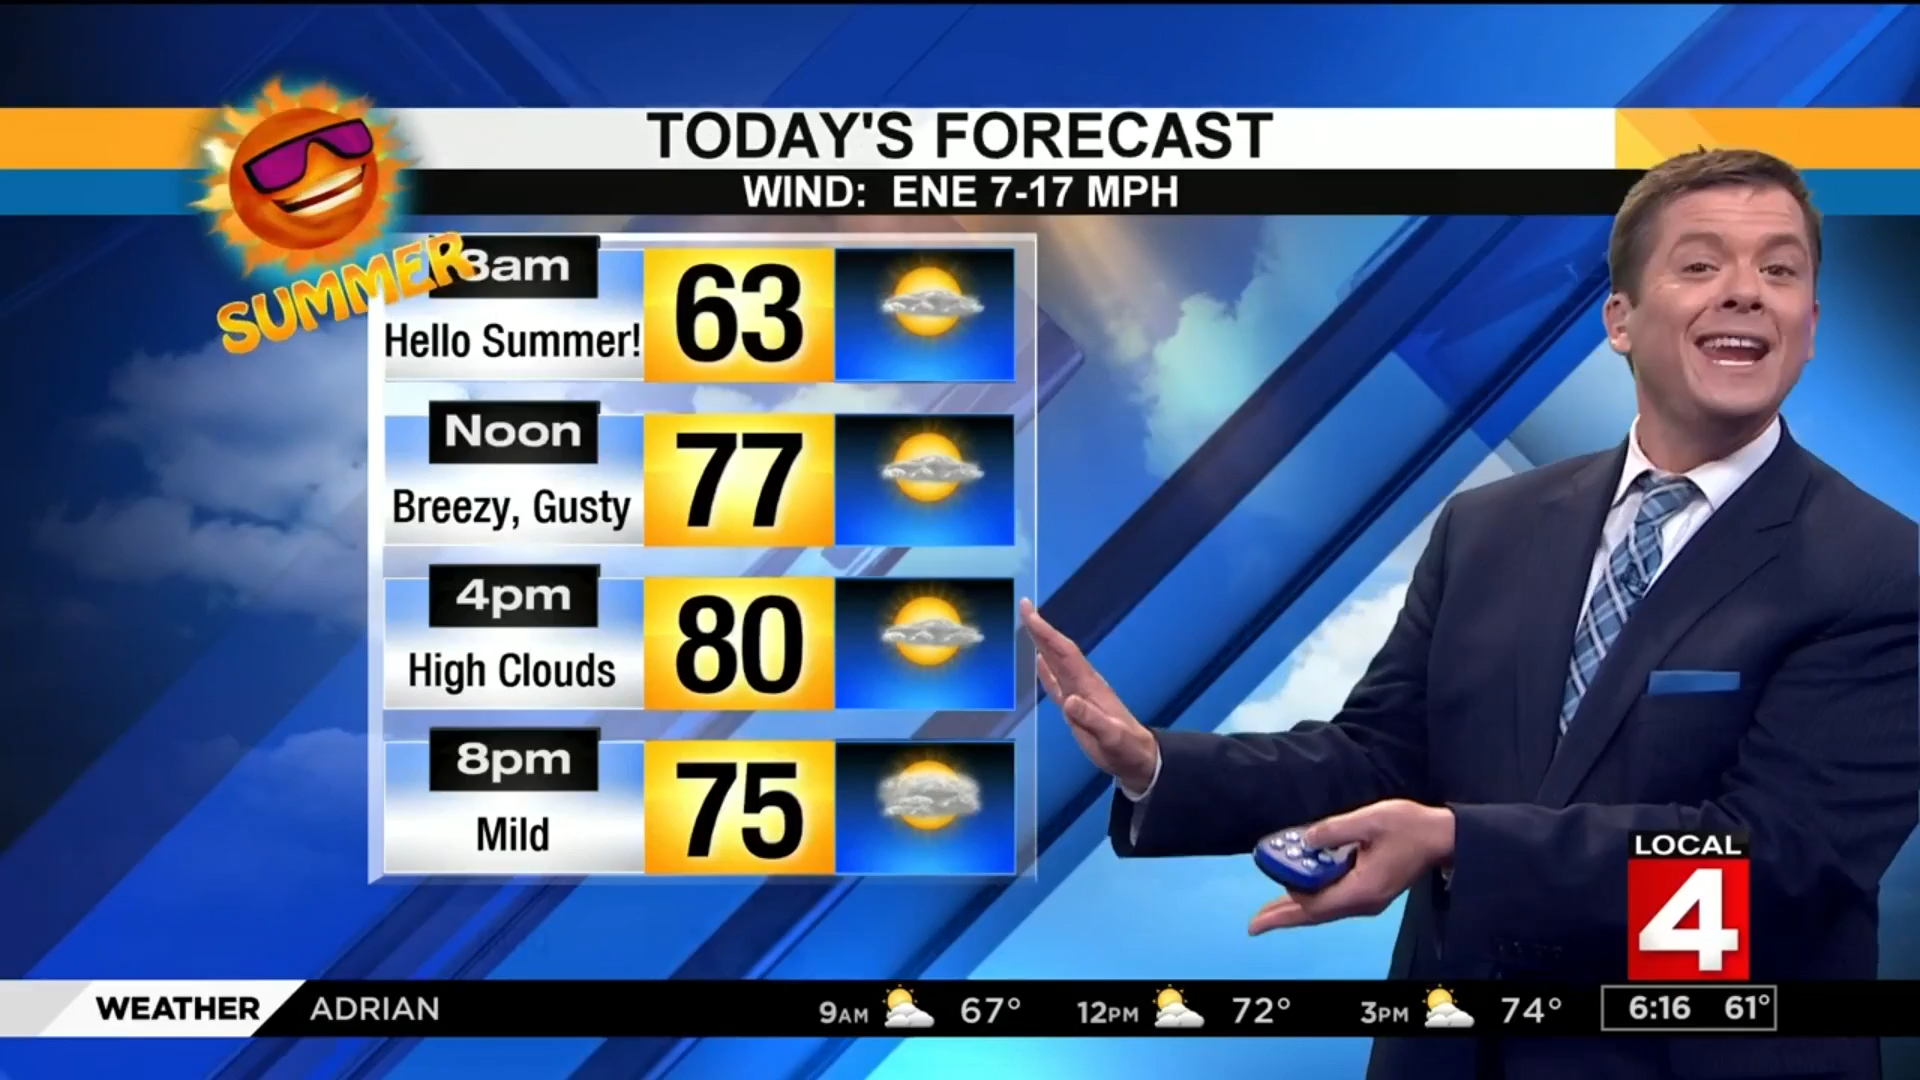 TODAY'S FORECAST
WIND: ENE 7-17 MPH
SUMMER
8am
Hello Summer!
63
Noon
Breezy, Gusty
77
4pm
High Clouds
80
8pm
Mild
75
LOCAL
4
WEATHER
ADRIAN
9AM 67°
12PM 72°
3PM 74°
6:16 61°